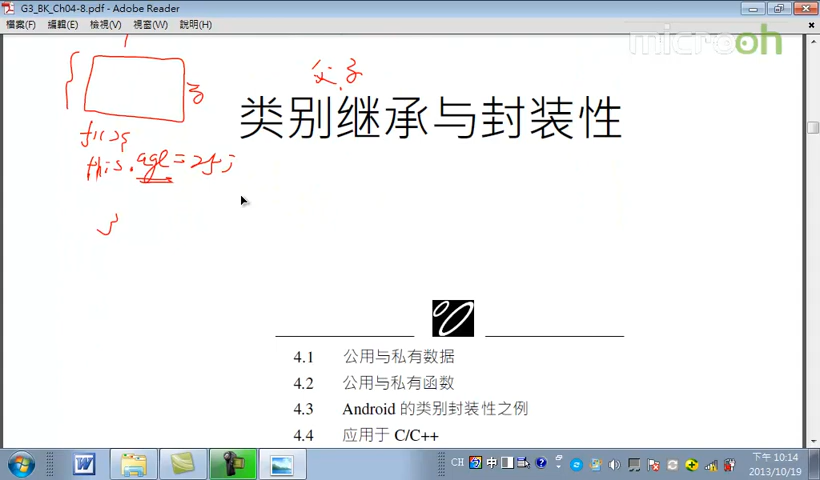 G3_BK_Ch04-8.pdf - Adobe Reader
檔案(F) 編輯(E) 檢視(V) 視窗(W) 說明(H)
microoh
父 子
类别继承与封装性
this.age = 25;
4.1 公用与私有数据
4.2 公用与私有函数
4.3 Android 的类别封装性之例
4.4 应用于 C/C++
CH 中
下午 10:14
2013/10/19